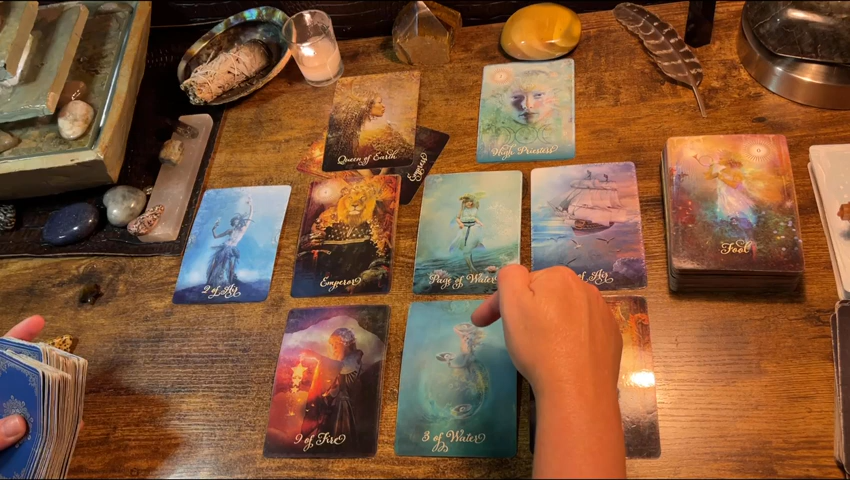 Queen of Earth
High Priestess
Fool
2 of Air
Emperor
Page of Water
of Air
9 of Fire
3 of Water